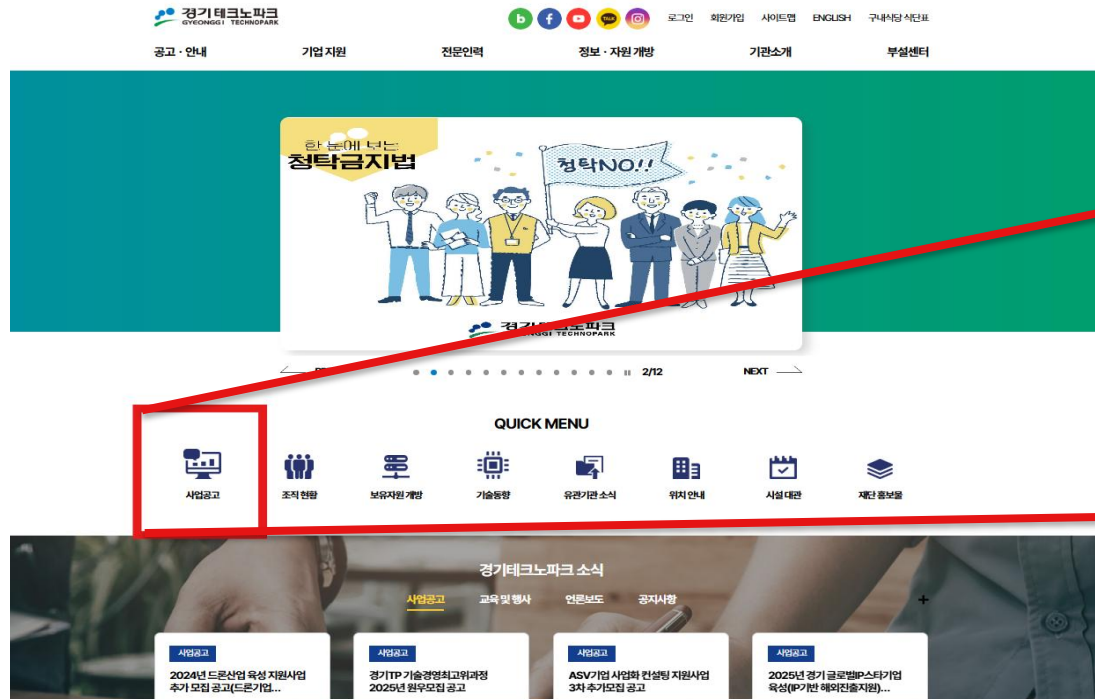 경기테크노파크
GYEONGGI TECHNOPARK
b
f
TALK
로그인 회원가입 사이트맵 ENGLISH 구내식당 식단표
공고 · 안내 기업 지원 전문인력 정보 · 자원 개방 기관소개 부설센터
한 눈에 보는
청탁금지법
청탁NO!!
2/12
NEXT
QUICK MENU
사업공고 조직 현황 보유자원 개방 기술동향 유관기관 소식 위치 안내 시설 대관 재단 홍보물
경기테크노파크 소식
사업공고 교육 및 행사 언론보도 공지사항 +
사업공고
2024년 드론산업 육성 지원사업
추가 모집 공고(드론기업...
사업공고
경기TP 기술경영최고위과정
2025년 원우모집 공고
사업공고
ASV기업 사업화 컨설팅 지원사업
3차 추가모집 공고
사업공고
2025년 경기 글로벌IP스타기업
육성(IP기반 해외진출지원)...